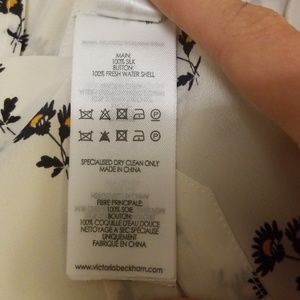 MAIN:
100% SILK
BUTTON:
100% FRESH WATER SHELL
SPECIALISED DRY CLEAN ONLY
MADE IN CHINA
FIBRE PRINCIPALE:
100% SOIE
BOUTON:
100% COQUILLE D'EAU DOUCE
NETTOYAGE A SEC SPÉCIALISÉ
UNIQUEMENT
FABRIQUÉ EN CHINE
www.victoriabeckham.com